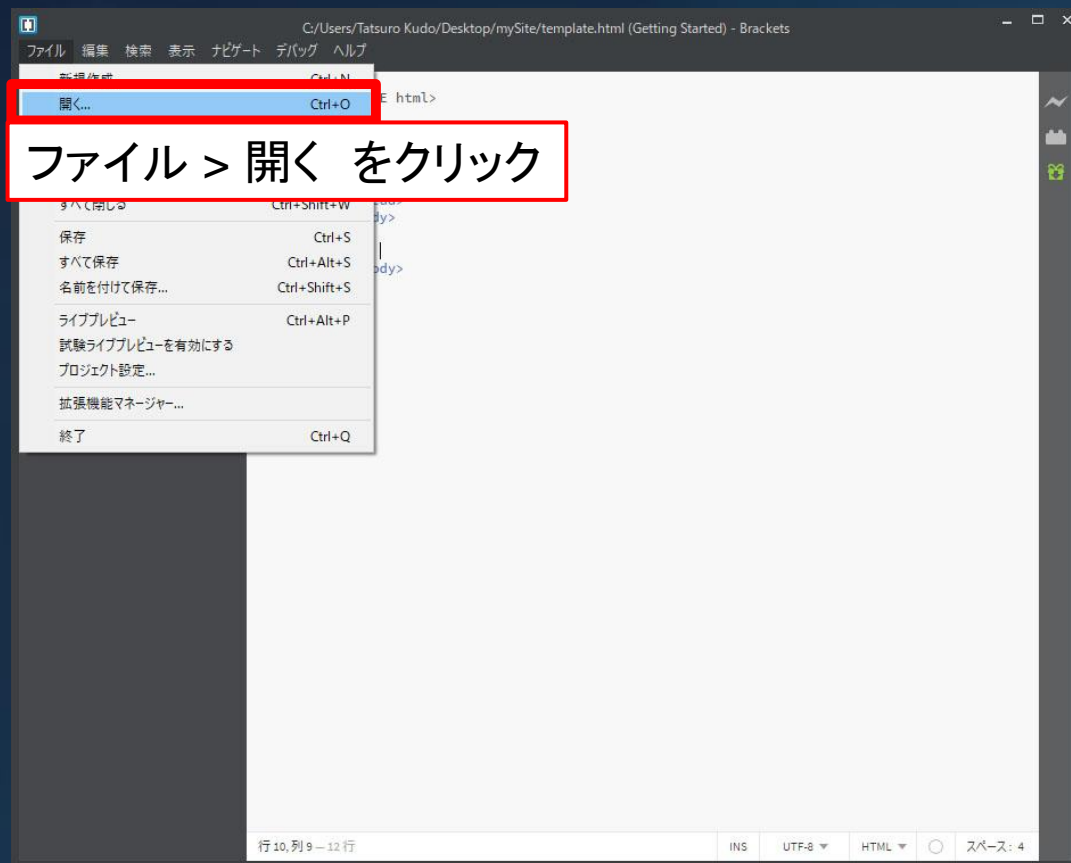 C:/Users/Tatsuro Kudo/Desktop/mySite/template.html (Getting Started) - Brackets
ファイル 編集 検索 表示 ナビゲート デバッグ ヘルプ
新規作成 Ctrl+N
開く... Ctrl+O
E html>
ファイル > 開く をクリック
すべて閉じる Ctrl+Shift+W
dy>
保存 Ctrl+S
すべて保存 Ctrl+Alt+S
ody>
名前を付けて保存... Ctrl+Shift+S
ライブプレビュー Ctrl+Alt+P
試験ライブプレビューを有効にする
プロジェクト設定...
拡張機能マネージャー...
終了 Ctrl+Q
行 10, 列 9 — 12 行 INS UTF-8 HTML スペース: 4